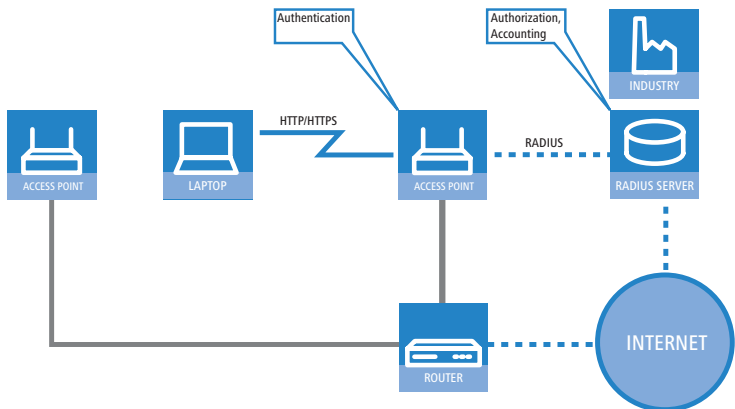 Authentication
Authorization,
Accounting
INDUSTRY
HTTP/HTTPS
RADIUS
ACCESS POINT
LAPTOP
ACCESS POINT
RADIUS SERVER
INTERNET
ROUTER